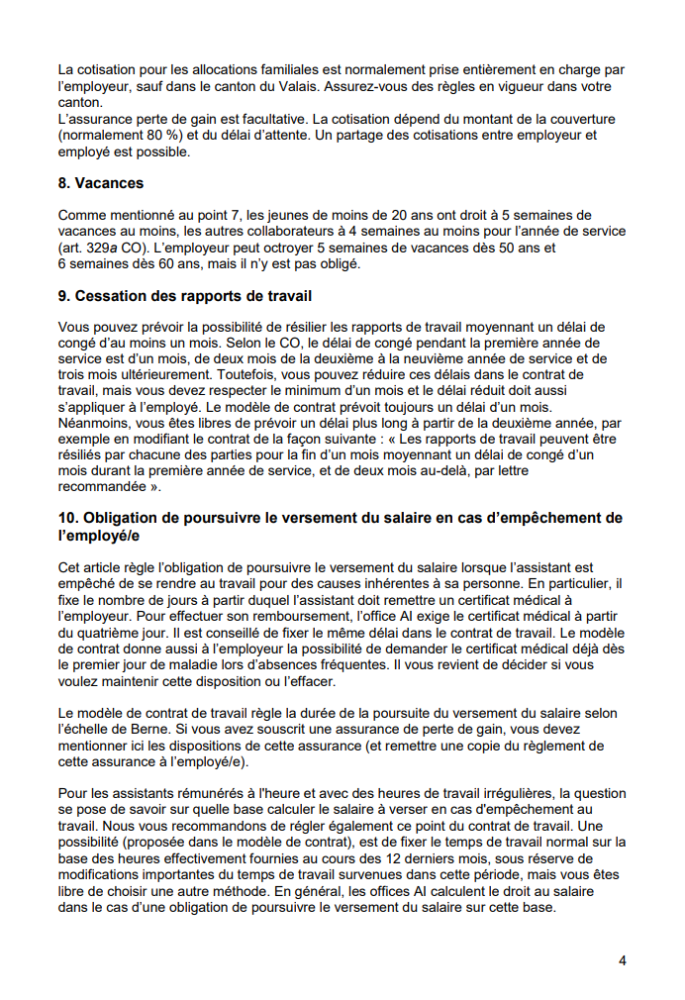 La cotisation pour les allocations familiales est normalement prise entièrement en charge par
l’employeur, sauf dans le canton du Valais. Assurez-vous des règles en vigueur dans votre
canton.
L’assurance perte de gain est facultative. La cotisation dépend du montant de la couverture
(normalement 80 %) et du délai d’attente. Un partage des cotisations entre employeur et
employé est possible.
8. Vacances
Comme mentionné au point 7, les jeunes de moins de 20 ans ont droit à 5 semaines de
vacances au moins, les autres collaborateurs à 4 semaines au moins pour l’année de service
(art. 329a CO). L’employeur peut octroyer 5 semaines de vacances dès 50 ans et
6 semaines dès 60 ans, mais il n’y est pas obligé.
9. Cessation des rapports de travail
Vous pouvez prévoir la possibilité de résilier les rapports de travail moyennant un délai de
congé d’au moins un mois. Selon le CO, le délai de congé pendant la première année de
service est d’un mois, de deux mois de la deuxième à la neuvième année de service et de
trois mois ultérieurement. Toutefois, vous pouvez réduire ces délais dans le contrat de
travail, mais vous devez respecter le minimum d’un mois et le délai réduit doit aussi
s’appliquer à l’employé. Le modèle de contrat prévoit toujours un délai d’un mois.
Néanmoins, vous êtes libres de prévoir un délai plus long à partir de la deuxième année, par
exemple en modifiant le contrat de la façon suivante : « Les rapports de travail peuvent être
résiliés par chacune des parties pour la fin d’un mois moyennant un délai de congé d’un
mois durant la première année de service, et de deux mois au-delà, par lettre
recommandée ».
10. Obligation de poursuivre le versement du salaire en cas d’empêchement de
l’employé/e
Cet article règle l’obligation de poursuivre le versement du salaire lorsque l’assistant est
empêché de se rendre au travail pour des causes inhérentes à sa personne. En particulier, il
fixe le nombre de jours à partir duquel l’assistant doit remettre un certificat médical à
l’employeur. Pour effectuer son remboursement, l’office AI exige le certificat médical à partir
du quatrième jour. Il est conseillé de fixer le même délai dans le contrat de travail. Le modèle
de contrat donne aussi à l’employeur la possibilité de demander le certificat médical déjà dès
le premier jour de maladie lors d’absences fréquentes. Il vous revient de décider si vous
voulez maintenir cette disposition ou l’effacer.
Le modèle de contrat de travail règle la durée de la poursuite du versement du salaire selon
l’échelle de Berne. Si vous avez souscrit une assurance de perte de gain, vous devez
mentionner ici les dispositions de cette assurance (et remettre une copie du règlement de
cette assurance à l’employé/e).
Pour les assistants rémunérés à l'heure et avec des heures de travail irrégulières, la question
se pose de savoir sur quelle base calculer le salaire à verser en cas d'empêchement au
travail. Nous vous recommandons de régler également ce point du contrat de travail. Une
possibilité (proposée dans le modèle de contrat), est de fixer le temps de travail normal sur la
base des heures effectivement fournies au cours des 12 derniers mois, sous réserve de
modifications importantes du temps de travail survenues dans cette période, mais vous êtes
libre de choisir une autre méthode. En général, les offices AI calculent le droit au salaire
dans le cas d’une obligation de poursuivre le versement du salaire sur cette base.
4